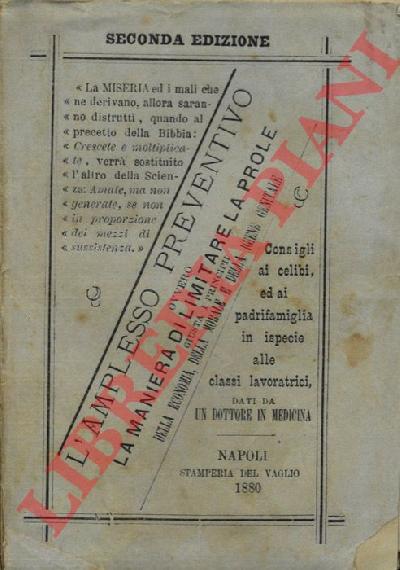 SECONDA EDIZIONE
« La MISERIA ed i mali che
« ne derivano, allora saran-
« no distrutti, quando al
« precetto della Bibbia:
« Crescete e moltiplica-
« te, verrà sostituito
« l'altro della Scien-
« za: Amate, ma non
« generate, se non
« in proporzione
« dei mezzi di
« sussistenza. »
L'AMPLESSO PREVENTIVO
OVVERO
LA MANIERA DI LIMITARE LA PROLE
GIUSTA I PRINCIPII
DELLA ECONOMIA, DELLA MORALE E DELLA IGIENE GENITALE
Consigli
ai celibi,
ed ai
padrifamiglia
in ispecie
alle
classi lavoratrici,
DATI DA
UN DOTTORE IN MEDICINA
NAPOLI
STAMPERIA DEL VAGLIO
1880
LIBRERIA PIANI